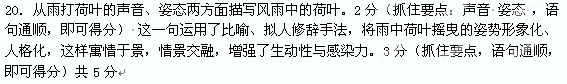 20．从雨打荷叶的声音、姿态两方面描写风雨中的荷叶。2 分（抓住要点：声音 姿态，语
句通顺，即可得分）这一句运用了比喻、拟人修辞手法，将雨中荷叶摇曳的姿势形象化、
人格化，这样寓情于景，情景交融，增强了生动性与感染力。3 分（抓住要点，语句通顺，
即可得分）共 5 分